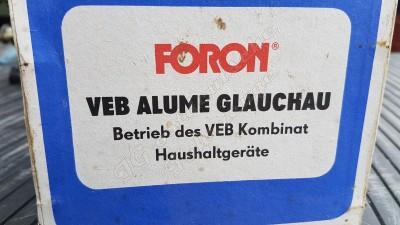 FORON®
VEB ALUME GLAUCHAU
Betrieb des VEB Kombinat
Haushaltgeräte